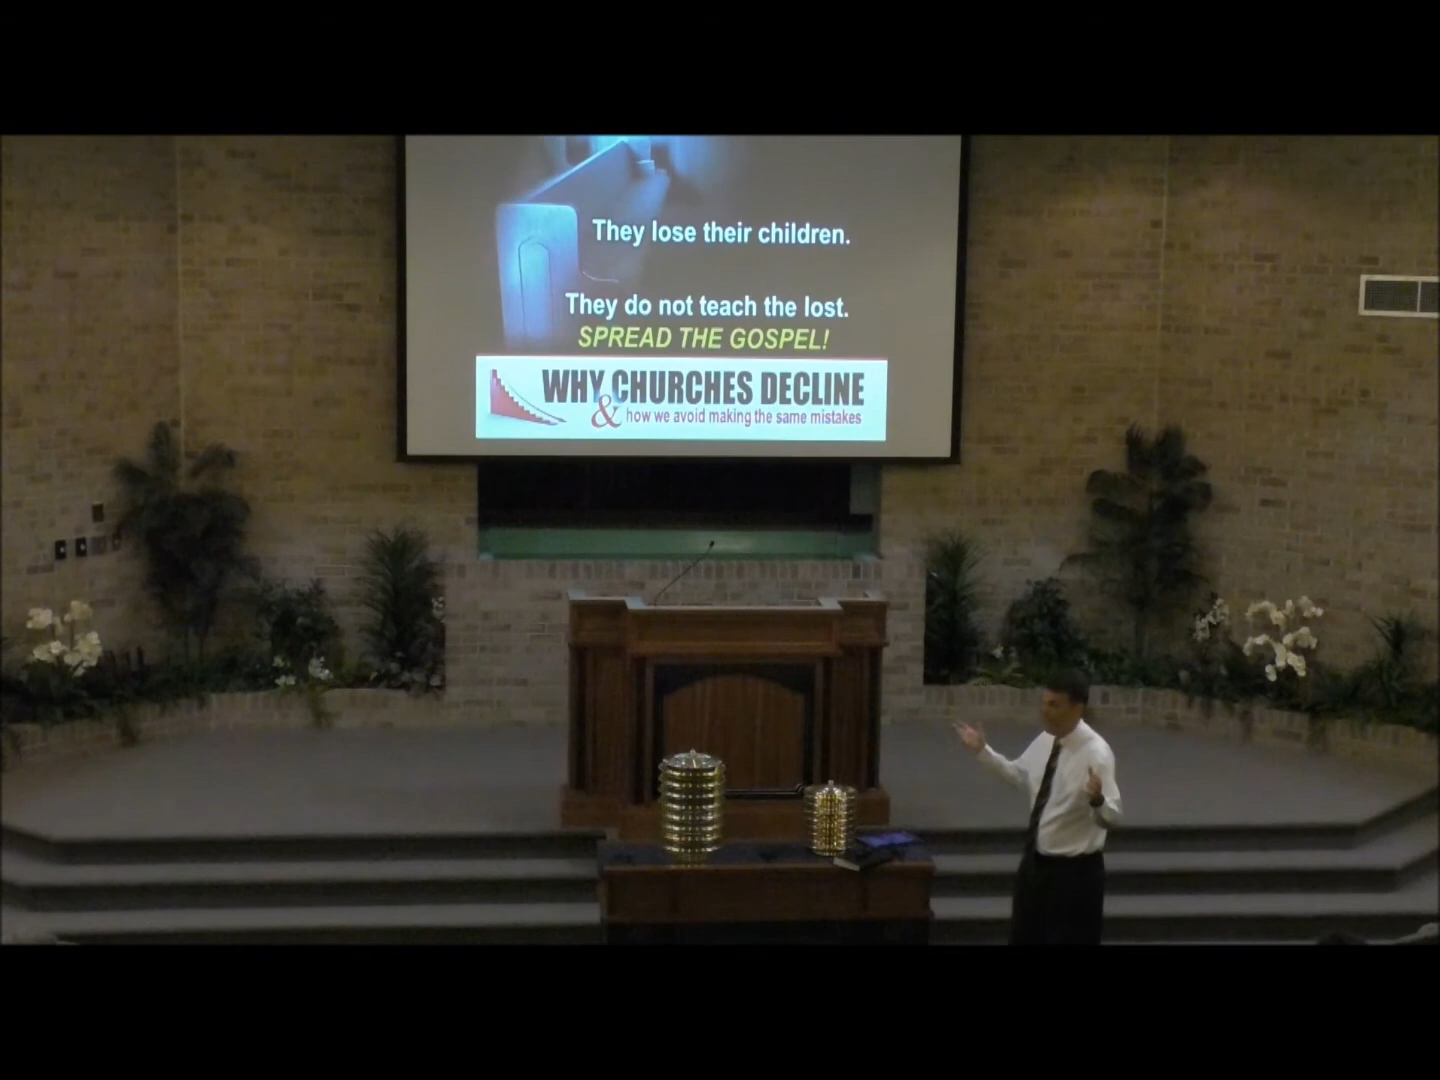 They lose their children.
They do not teach the lost.
SPREAD THE GOSPEL!
WHY CHURCHES DECLINE
& how we avoid making the same mistakes